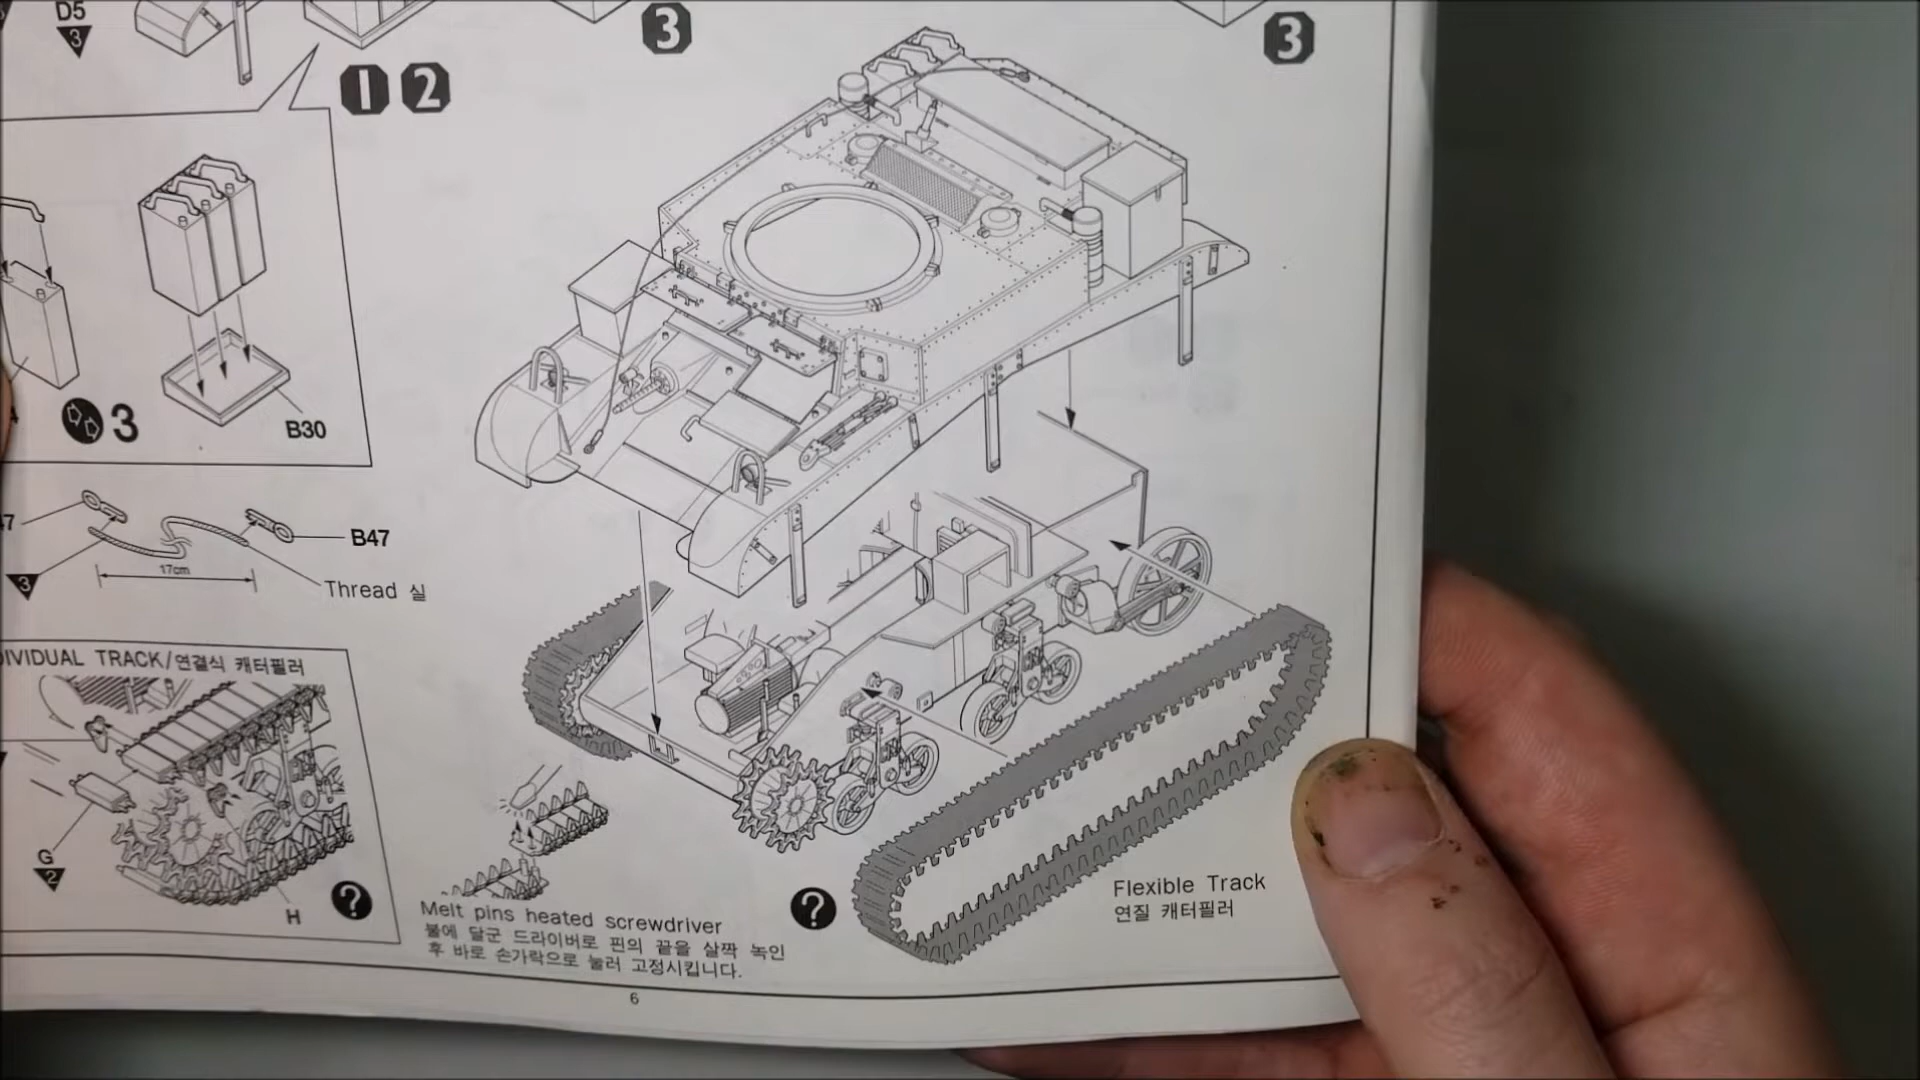 D5
3
1 2
3
3
3
B30
B47
3
17cm
Thread 실
TRACK/연결식 캐터필러
G
2
H
?
Melt pins heated screwdriver
불에 달군 드라이버로 핀의 끝을 살짝 녹인
후 바로 손가락으로 눌러 고정시킵니다.
?
Flexible Track
연질 캐터필러
6